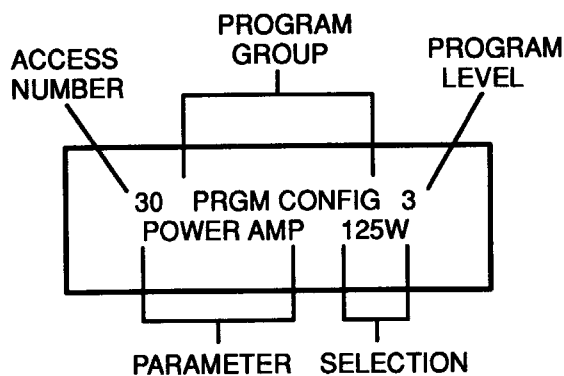 PROGRAM
GROUP
ACCESS
NUMBER
PROGRAM
LEVEL
30 PRGM CONFIG 3
POWER AMP 125W
PARAMETER SELECTION